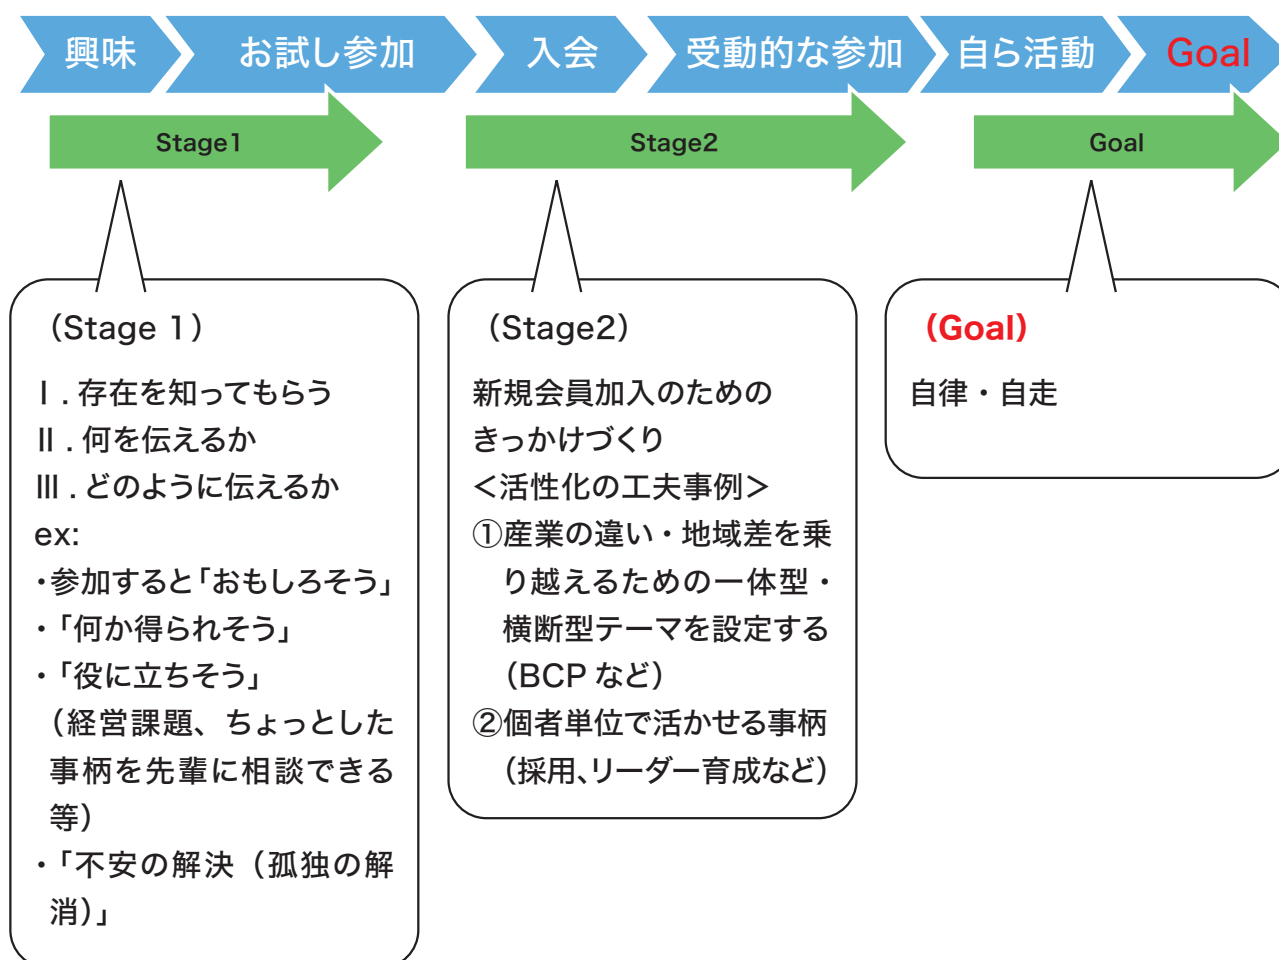 興味
お試し参加
入会
受動的な参加
自ら活動
Goal
Stage1
Stage2
Goal
（Stage 1）
Ⅰ．存在を知ってもらう
Ⅱ．何を伝えるか
Ⅲ．どのように伝えるか
ex:
・参加すると「おもしろそう」
・「何か得られそう」
・「役に立ちそう」
（経営課題、ちょっとした
事柄を先輩に相談できる
等）
・「不安の解決（孤独の解
消）」
（Stage2）
新規会員加入のための
きっかけづくり
＜活性化の工夫事例＞
①産業の違い・地域差を乗
り越えるための一体型・
横断型テーマを設定する
（BCP など）
②個者単位で活かせる事柄
（採用、リーダー育成など）
（Goal）
自律・自走